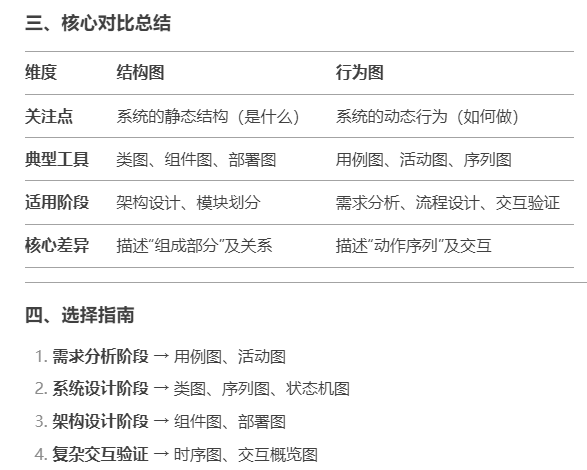 三、核心对比总结
维度 结构图 行为图
关注点 系统的静态结构（是什么） 系统的动态行为（如何做）
典型工具 类图、组件图、部署图 用例图、活动图、序列图
适用阶段 架构设计、模块划分 需求分析、流程设计、交互验证
核心差异 描述“组成部分”及关系 描述“动作序列”及交互
四、选择指南
1. 需求分析阶段 → 用例图、活动图
2. 系统设计阶段 → 类图、序列图、状态机图
3. 架构设计阶段 → 组件图、部署图
4. 复杂交互验证 → 时序图、交互概览图